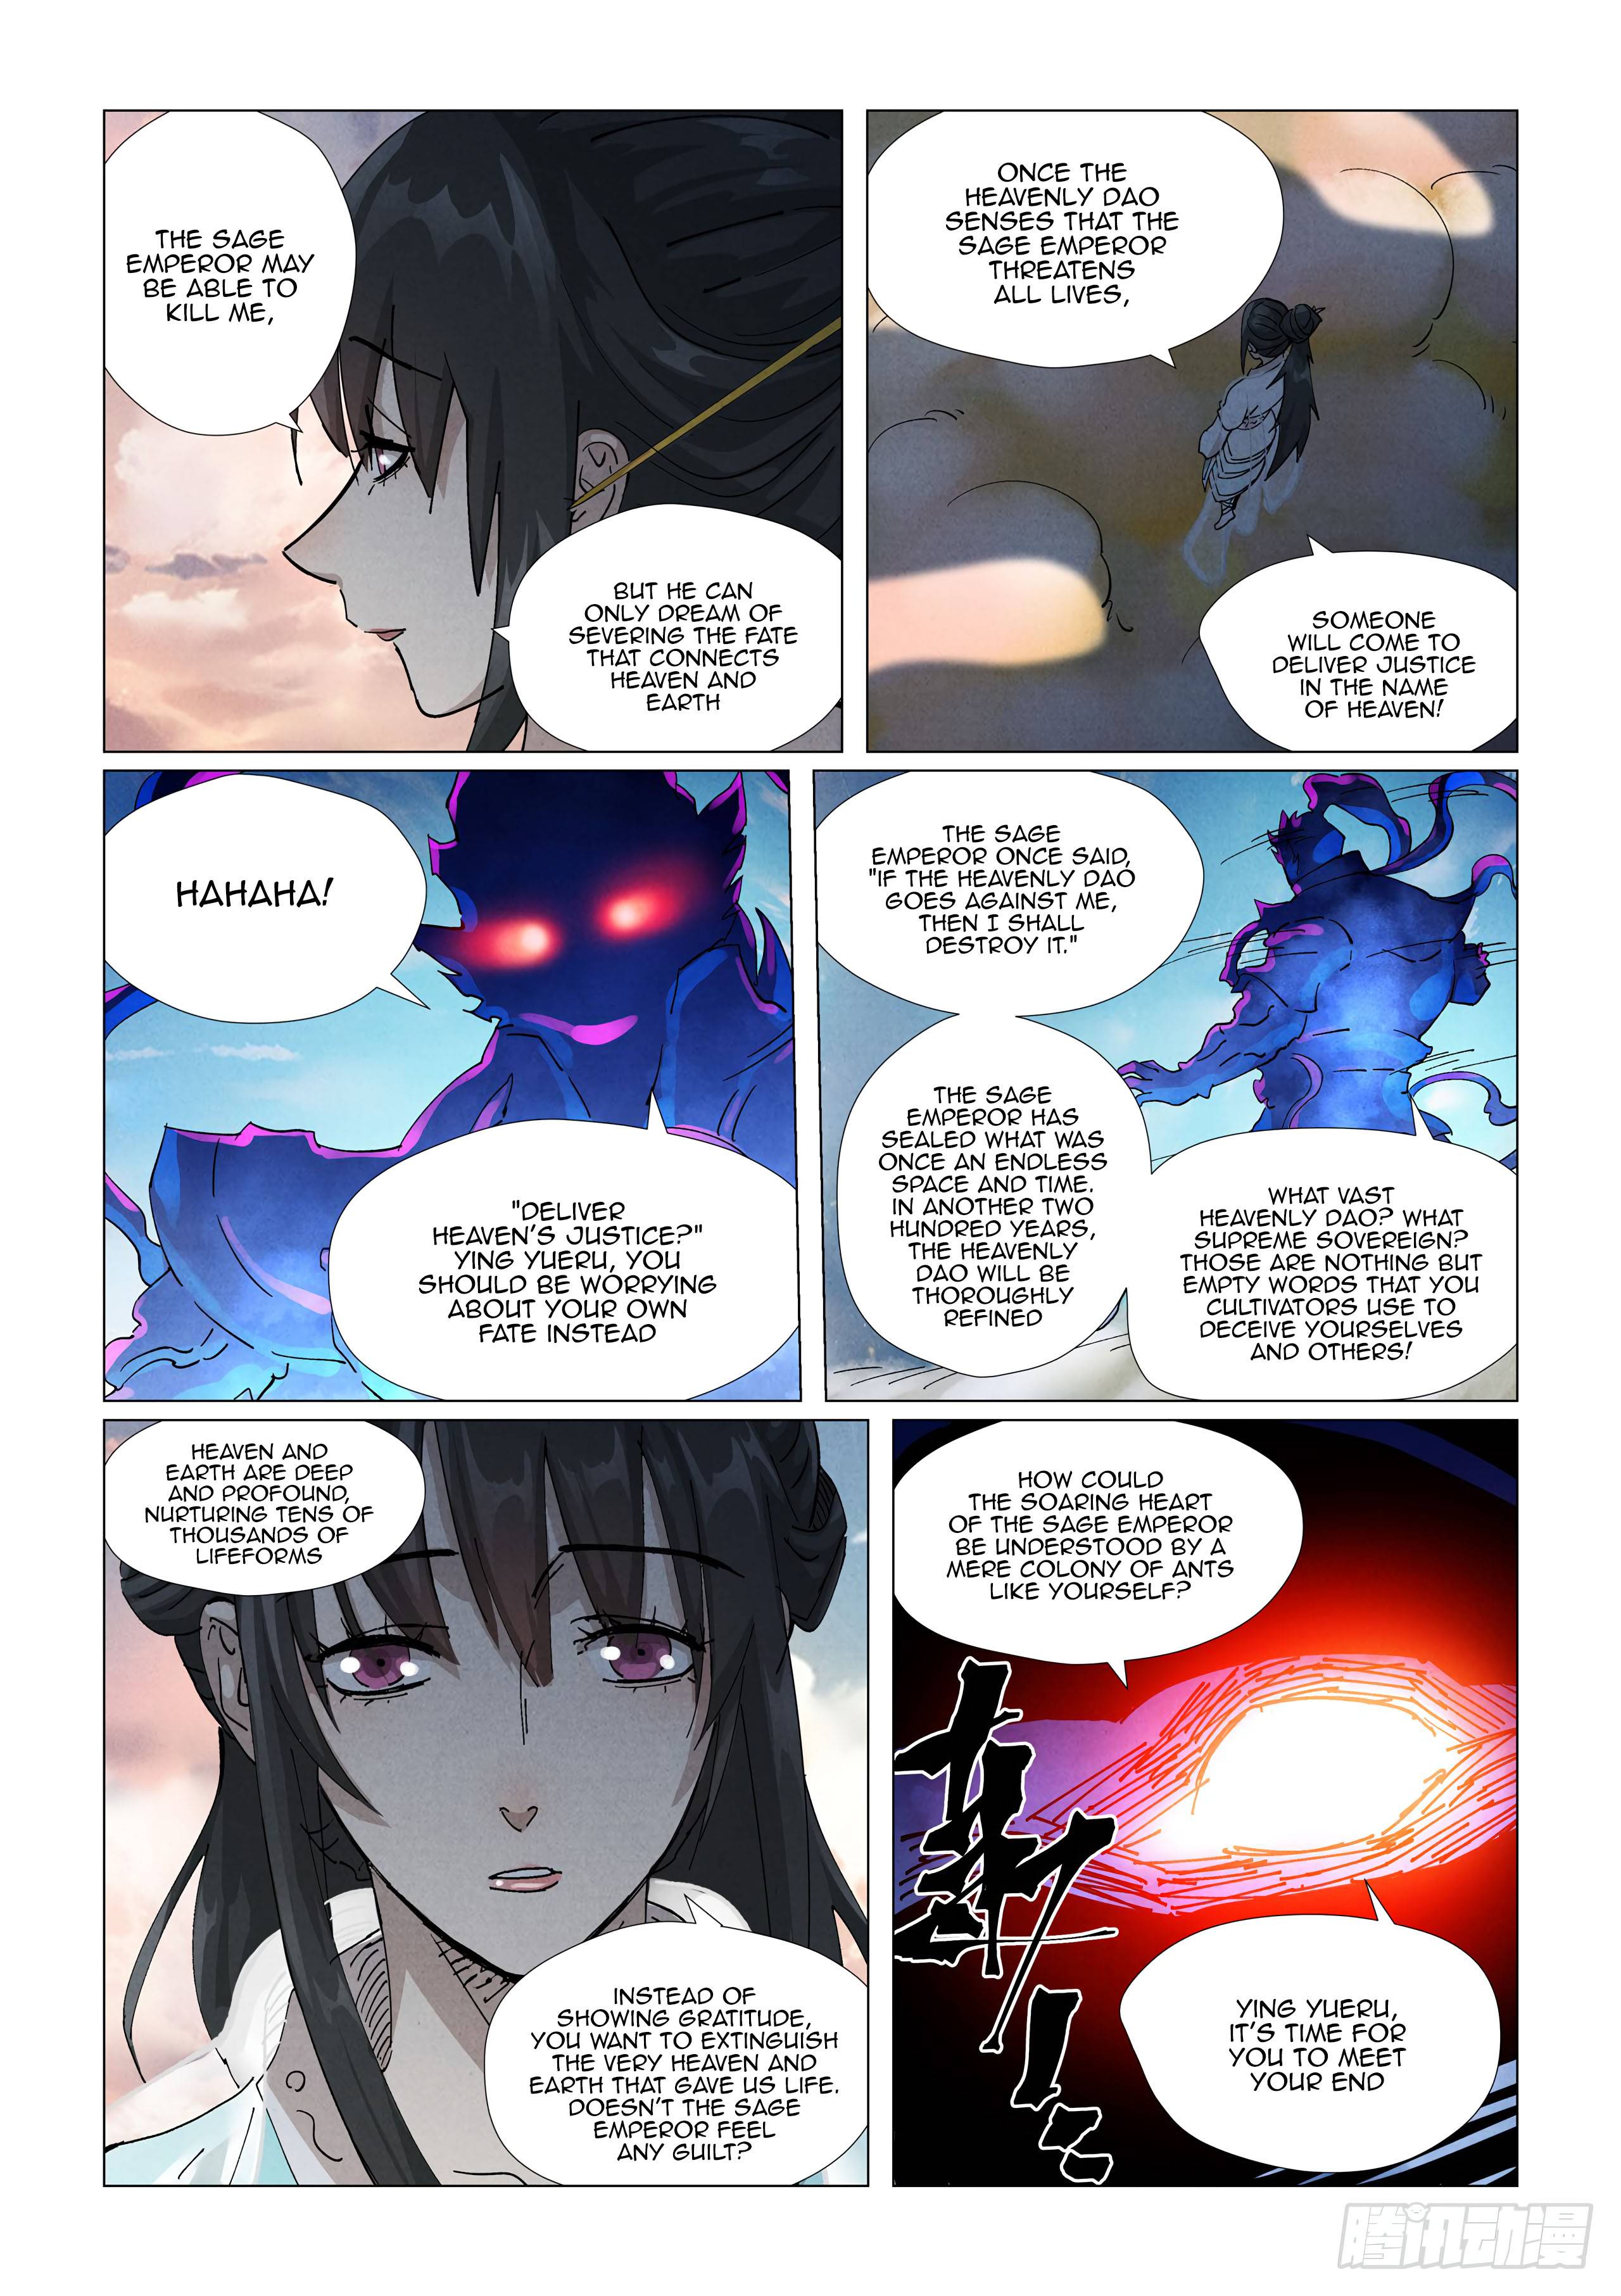 THE SAGE
EMPEROR MAY
BE ABLE TO
KILL ME,
BUT HE CAN
ONLY DREAM OF
SEVERING THE FATE
THAT CONNECTS
HEAVEN AND
EARTH
ONCE THE
HEAVENLY DAO
SENSES THAT THE
SAGE EMPEROR
THREATENS
ALL LIVES,
SOMEONE
WILL COME TO
DELIVER JUSTICE
IN THE NAME
OF HEAVEN!
HAHAHA!
"DELIVER
HEAVEN'S JUSTICE?"
YING YUERU, YOU
SHOULD BE WORRYING
ABOUT YOUR OWN
FATE INSTEAD
THE SAGE
EMPEROR ONCE SAID,
"IF THE HEAVENLY DAO
GOES AGAINST ME,
THEN I SHALL
DESTROY IT."
THE SAGE
EMPEROR HAS
SEALED WHAT WAS
ONCE AN ENDLESS
SPACE AND TIME.
IN ANOTHER TWO
HUNDRED YEARS,
THE HEAVENLY
DAO WILL BE
THOROUGHLY
REFINED
WHAT VAST
HEAVENLY DAO? WHAT
SUPREME SOVEREIGN?
THOSE ARE NOTHING BUT
EMPTY WORDS THAT YOU
CULTIVATORS USE TO
DECEIVE YOURSELVES
AND OTHERS!
HEAVEN AND
EARTH ARE DEEP
AND PROFOUND,
NURTURING TENS OF
THOUSANDS OF
LIFEFORMS
INSTEAD OF
SHOWING GRATITUDE,
YOU WANT TO EXTINGUISH
THE VERY HEAVEN AND
EARTH THAT GAVE US LIFE.
DOESN'T THE SAGE
EMPEROR FEEL
ANY GUILT?
HOW COULD
THE SOARING HEART
OF THE SAGE EMPEROR
BE UNDERSTOOD BY A
MERE COLONY OF ANTS
LIKE YOURSELF?
YING YUERU,
IT'S TIME FOR
YOU TO MEET
YOUR END
腾讯动漫